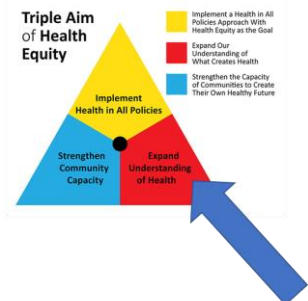 Triple Aim
of Health
Equity
Implement a Health in All
Policies Approach With
Health Equity as the Goal
Expand Our
Understanding of
What Creates Health
Strengthen the Capacity
of Communities to Create
Their Own Healthy Future
Implement
Health in All Policies
Strengthen
Community
Capacity
Expand
Understanding
of Health